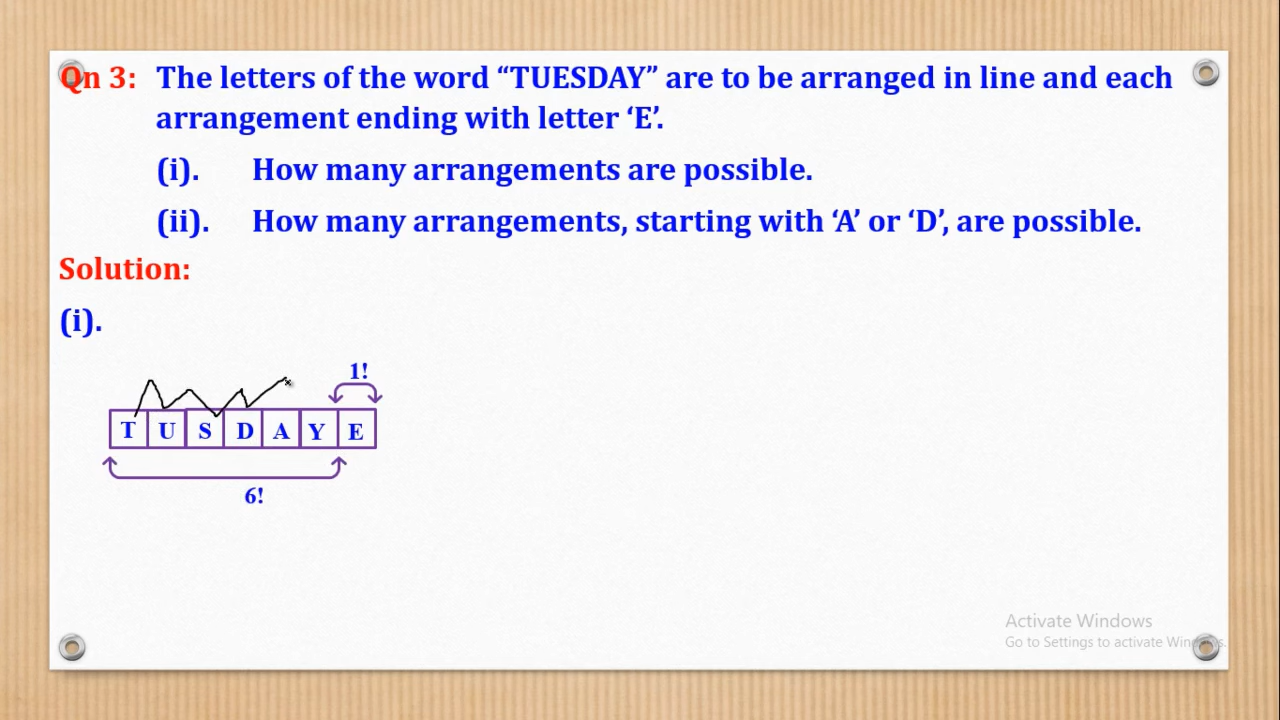 Qn 3: The letters of the word “TUESDAY” are to be arranged in line and each
arrangement ending with letter ‘E’.
(i). How many arrangements are possible.
(ii). How many arrangements, starting with ‘A’ or ‘D’, are possible.
Solution:
(i).
1!
T U S D A Y E
6!
Activate Windows
Go to Settings to activate Windows.